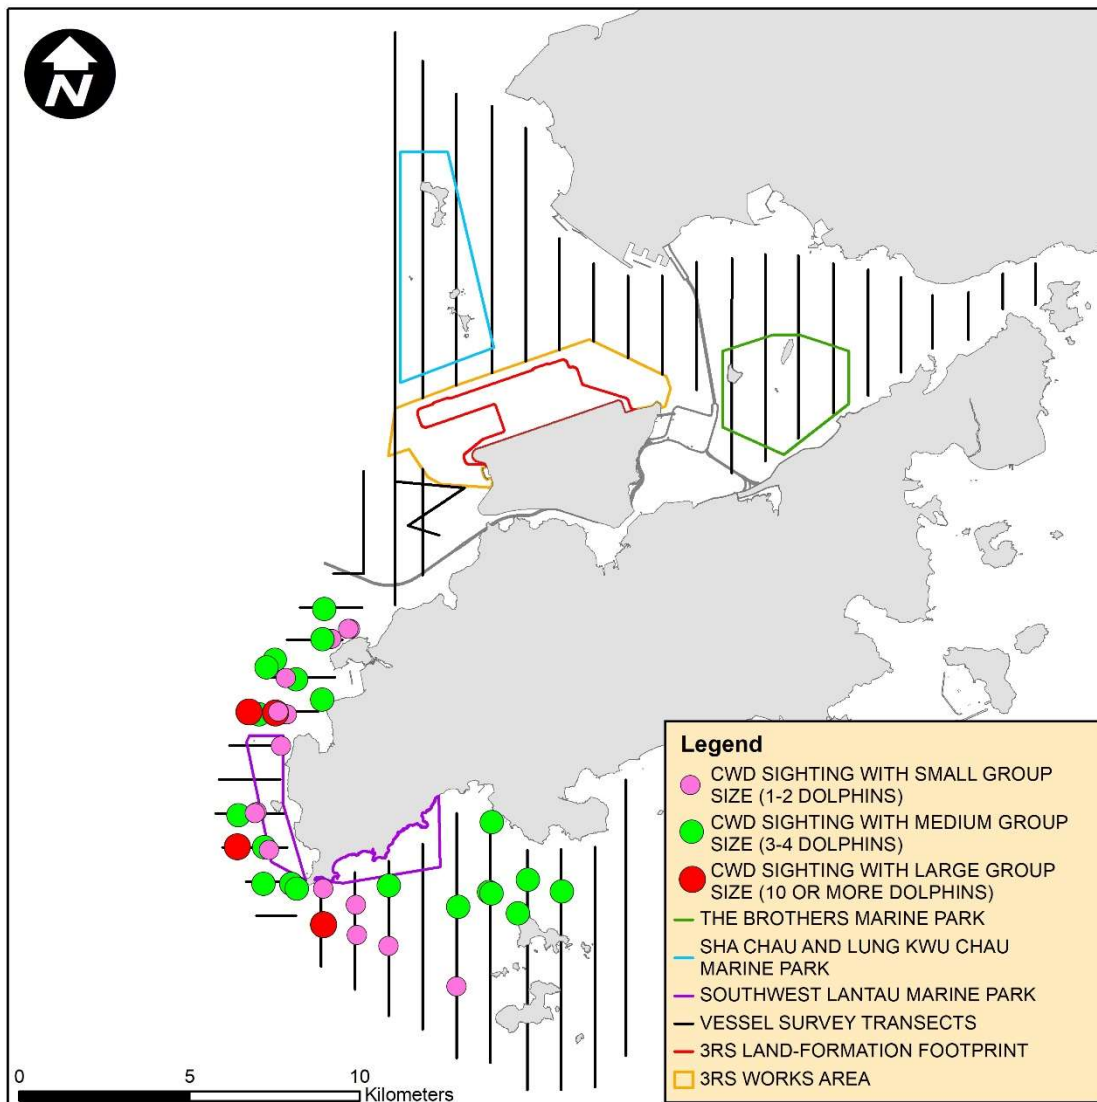 N
Legend
CWD SIGHTING WITH SMALL GROUP
SIZE (1-2 DOLPHINS)
CWD SIGHTING WITH MEDIUM GROUP
SIZE (3-4 DOLPHINS)
CWD SIGHTING WITH LARGE GROUP
SIZE (10 OR MORE DOLPHINS)
THE BROTHERS MARINE PARK
SHA CHAU AND LUNG KWU CHAU
MARINE PARK
SOUTHWEST LANTAU MARINE PARK
VESSEL SURVEY TRANSECTS
3RS LAND-FORMATION FOOTPRINT
3RS WORKS AREA
0 5 10
Kilometers